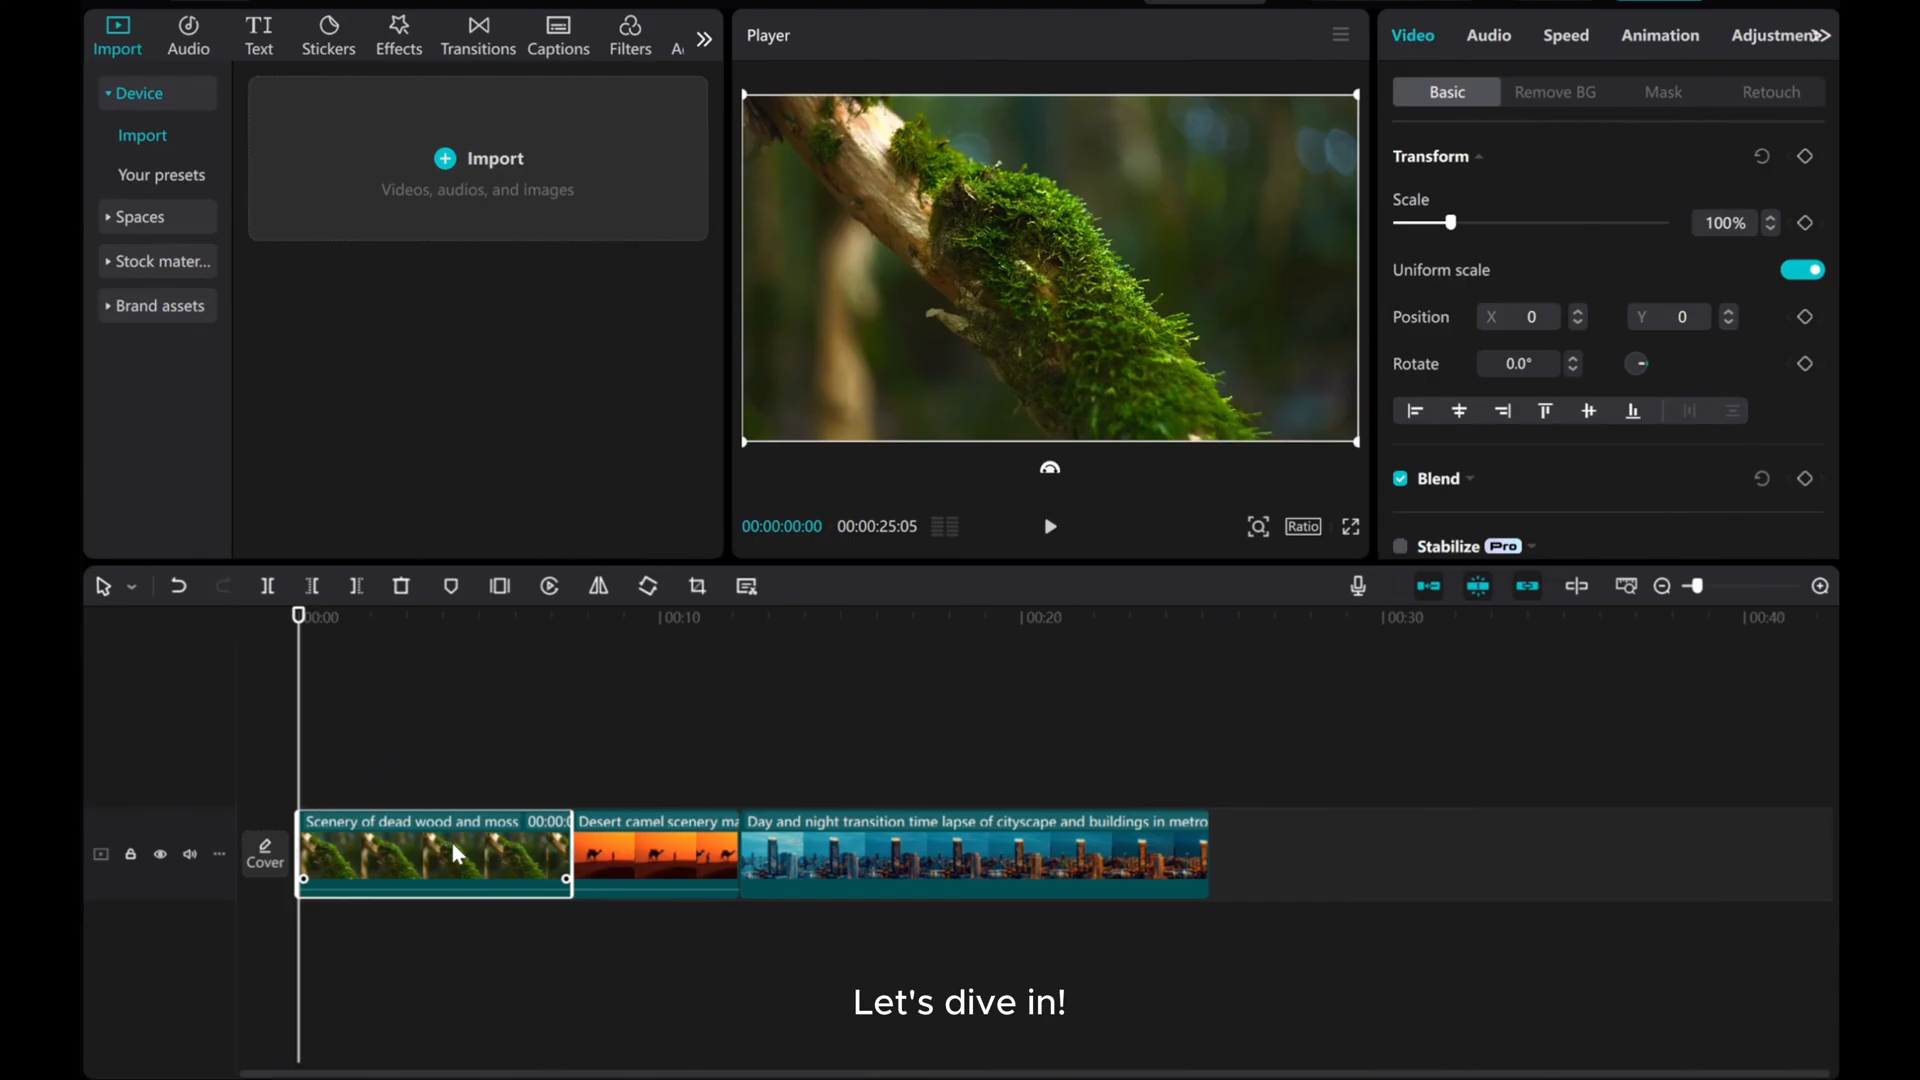 Import
Audio
Text
Stickers
Effects
Transitions
Captions
Filters
Device
Import
Your presets
Spaces
Stock mater...
Brand assets
Import
Videos, audios, and images
Player
00:00:00:00
00:00:25:05
Ratio
Video
Audio
Speed
Animation
Adjustment
Basic
Remove BG
Mask
Retouch
Transform
Scale
100%
Uniform scale
Position
X 0
Y 0
Rotate
0.0°
Blend
Stabilize Pro
00:00
00:10
00:20
00:30
00:40
Cover
Scenery of dead wood and moss 00:00:0
Desert camel scenery ma
Day and night transition time lapse of cityscape and buildings in metro
Let's dive in!